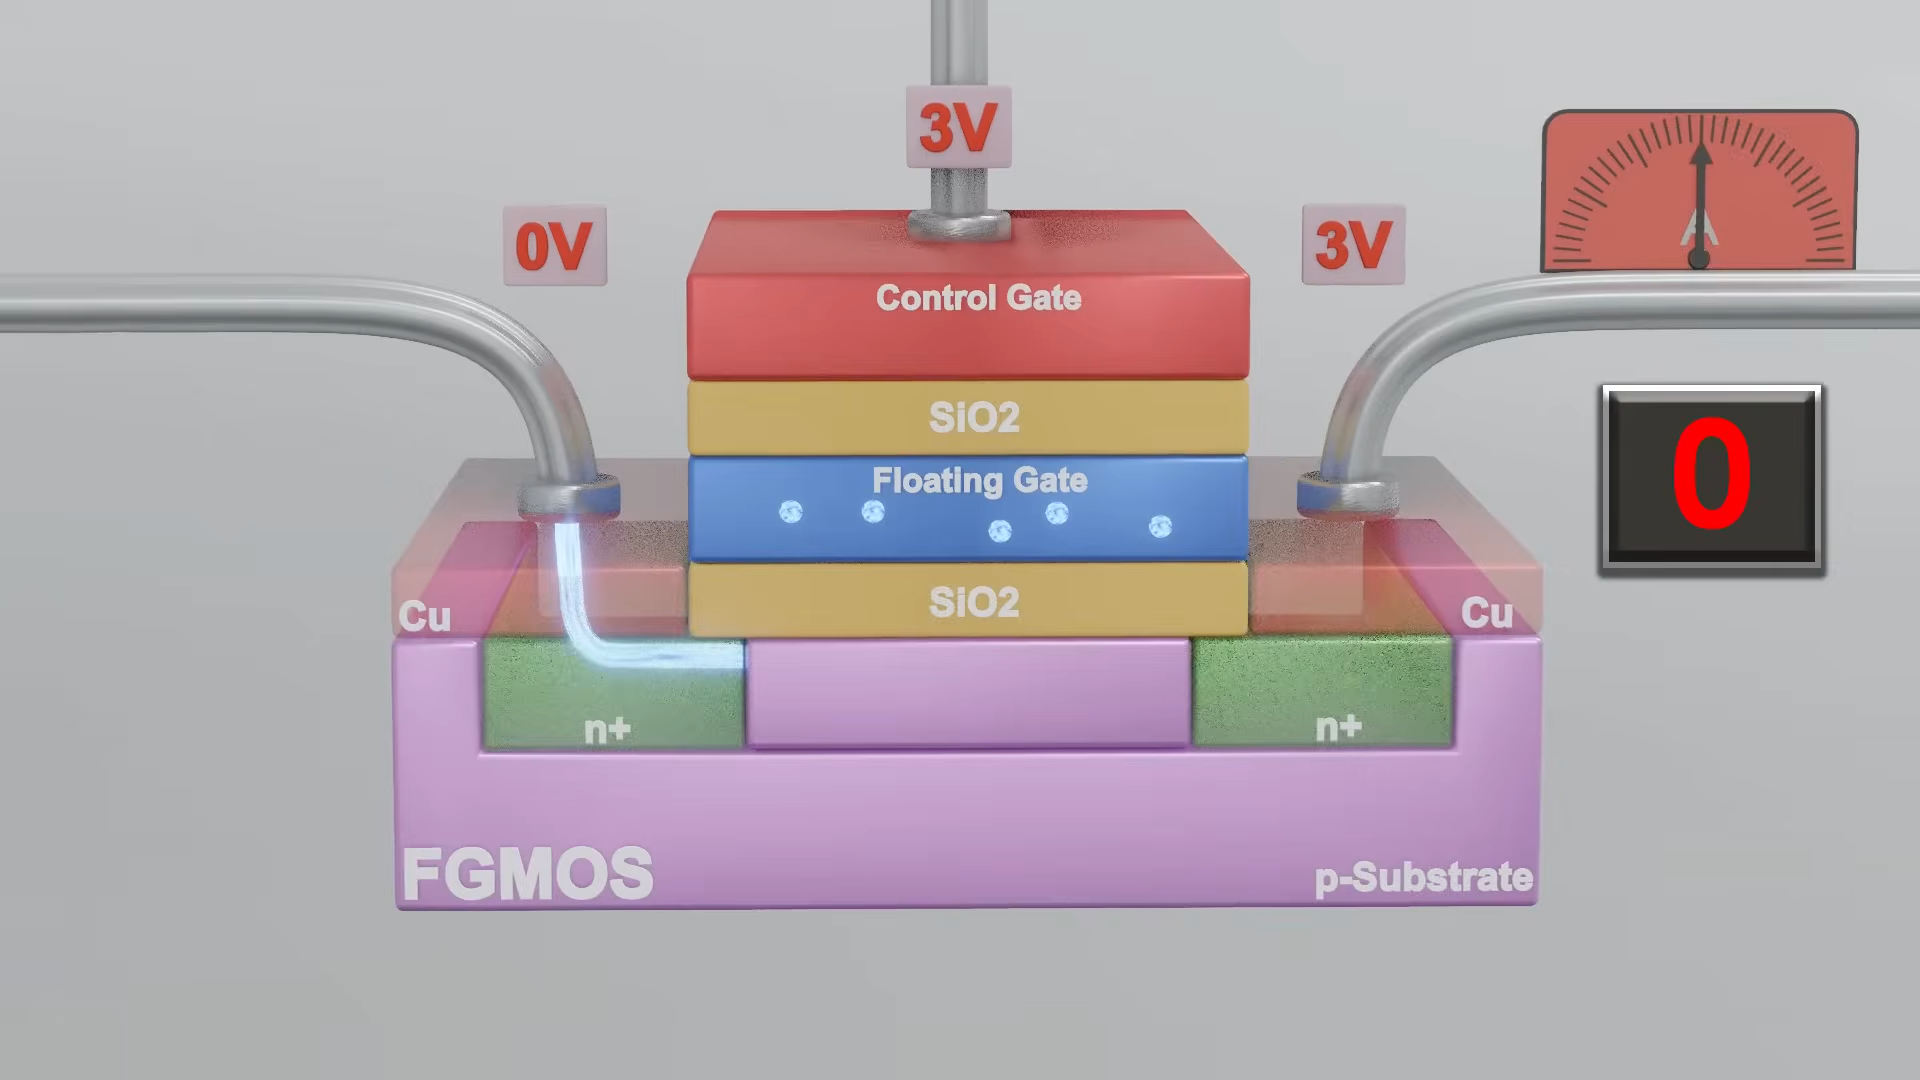 3V
0V
3V
A
Control Gate
SiO2
0
Floating Gate
SiO2
Cu
Cu
n+
n+
FGMOS
p-Substrate